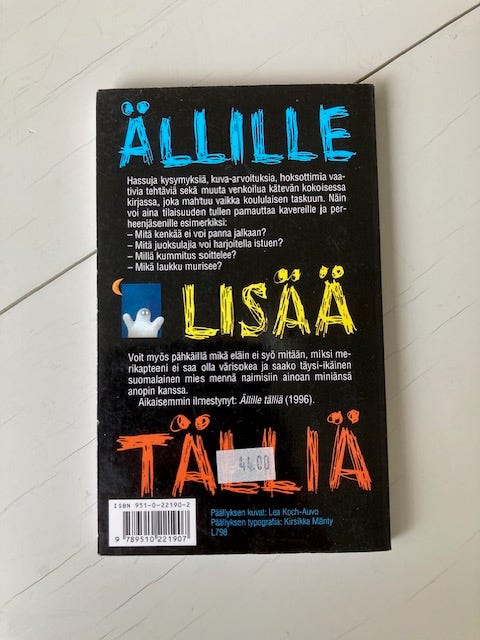 ÄLLILLE
Hassuja kysymyksiä, kuva-arvoituksia, hoksottimia vaa-
tivia tehtäviä sekä muuta venkoilua kätevän kokoisessa
kirjassa, joka mahtuu vaikka koululaisen taskuun. Näin
voi aina tilaisuuden tullen pamauttaa kavereille ja per-
heenjäsenille esimerkiksi:
– Mitä kenkää ei voi panna jalkaan?
– Mitä juoksulajia voi harjoitella istuen?
– Millä kummitus soittelee?
– Mikä laukku murisee?
LISÄÄ
Voit myös pähkäillä mikä eläin ei syö mitään, miksi me-
rikapteeni ei saa olla värisokea ja saako täysi-ikäinen
suomalainen mies mennä naimisiin ainoan miniänsä
anopin kanssa.
Aikaisemmin ilmestynyt: Ällille tälliä (1996).
TÄLLIÄ
44.00
ISBN 951-0-22190-2
9 789510 221907
Päällyksen kuvat: Lea Koch-Auvo
Päällyksen typografia: Kirsikka Mänty
L798